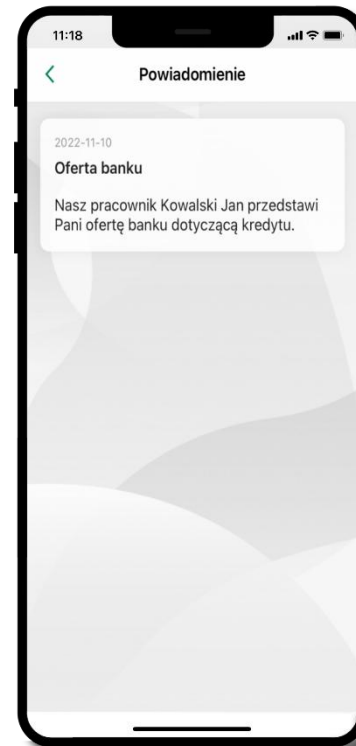 11:18
Powiadomienie
2022-11-10
Oferta banku
Nasz pracownik Kowalski Jan przedstawi
Pani ofertę banku dotyczącą kredytu.